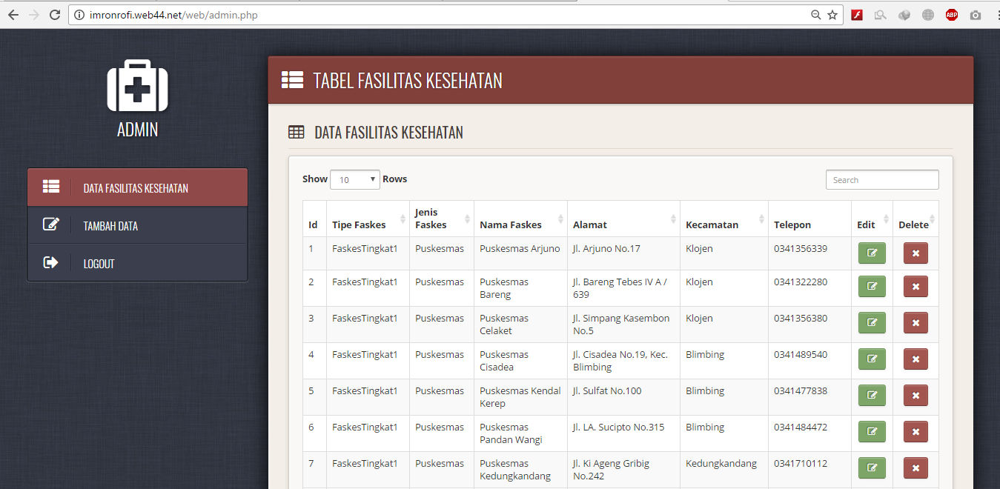 imronrofi.web44.net/web/admin.php
ABP
ADMIN
DATA FASILITAS KESEHATAN
TAMBAH DATA
LOGOUT
TABEL FASILITAS KESEHATAN
DATA FASILITAS KESEHATAN
Show 10 Rows
Search
Id Tipe Faskes Jenis Faskes Nama Faskes Alamat Kecamatan Telepon Edit Delete
1 FaskesTingkat1 Puskesmas Puskesmas Arjuno Jl. Arjuno No.17 Klojen 0341356339
2 FaskesTingkat1 Puskesmas Puskesmas Bareng Jl. Bareng Tebes IV A / 639 Klojen 0341322280
3 FaskesTingkat1 Puskesmas Puskesmas Celaket Jl. Simpang Kasembon No.5 Klojen 0341356380
4 FaskesTingkat1 Puskesmas Puskesmas Cisadea Jl. Cisadea No.19, Kec. Blimbing Blimbing 0341489540
5 FaskesTingkat1 Puskesmas Puskesmas Kendal Kerep Jl. Sulfat No.100 Blimbing 0341477838
6 FaskesTingkat1 Puskesmas Puskesmas Pandan Wangi Jl. LA. Sucipto No.315 Blimbing 0341484472
7 FaskesTingkat1 Puskesmas Puskesmas Kedungkandang Jl. Ki Ageng Gribig No.242 Kedungkandang 0341710112